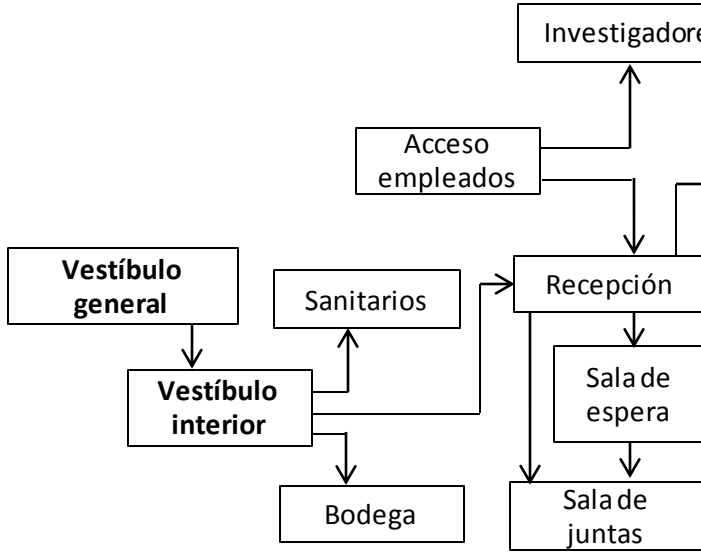 Investigadore
Acceso
empleados
Vestíbulo
general
Sanitarios
Recepción
Vestíbulo
interior
Sala de
espera
Bodega
Sala de
juntas